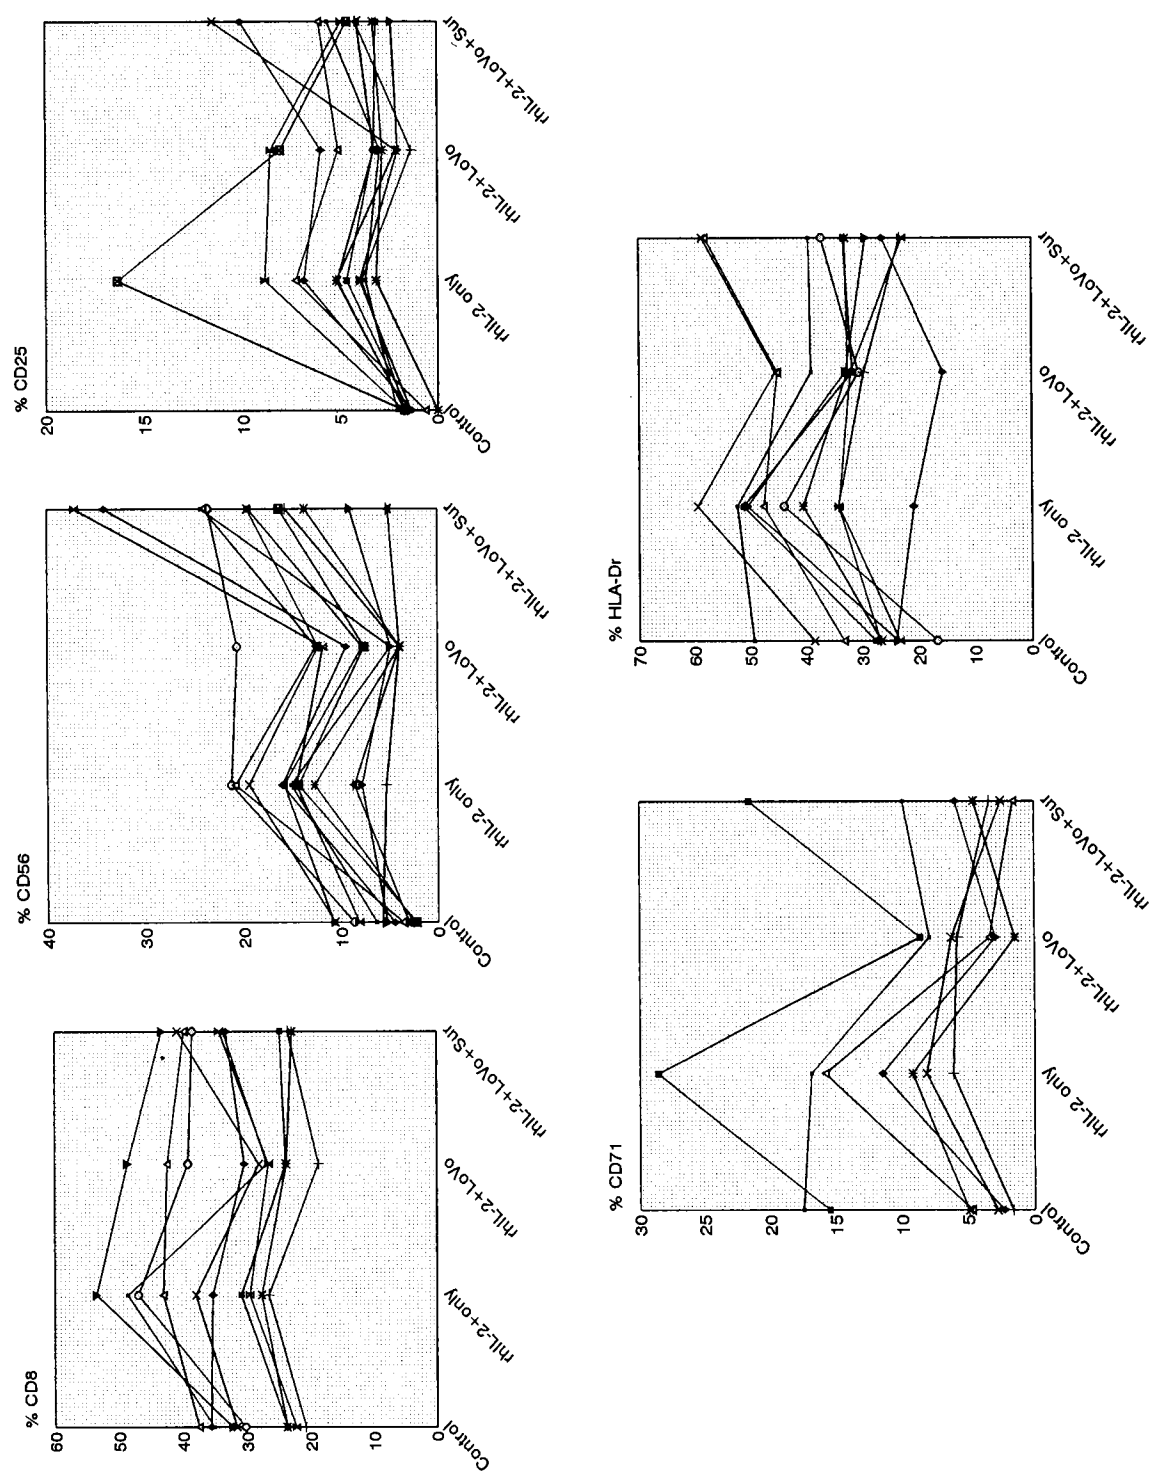 % CD8
60
50
40
30
20
10
0
Control
rhIL-2+only
rhIL-2+LoVo
rhIL-2+LoVo+Sur
% CD56
40
30
20
10
0
Control
rhIL-2 only
rhIL-2+LoVo
rhIL-2+LoVo+Sur
% CD25
20
15
10
5
0
Control
rhIL-2 only
rhIL-2+LoVo
rhIL-2+LoVo+Sur
% CD71
30
25
20
15
10
5
0
Control
rhIL-2 only
rhIL-2+LoVo
rhIL-2+LoVo+Sur
% HLA-Dr
70
60
50
40
30
20
10
0
Control
rhIL-2 only
rhIL-2+LoVo
rhIL-2+LoVo+Sur